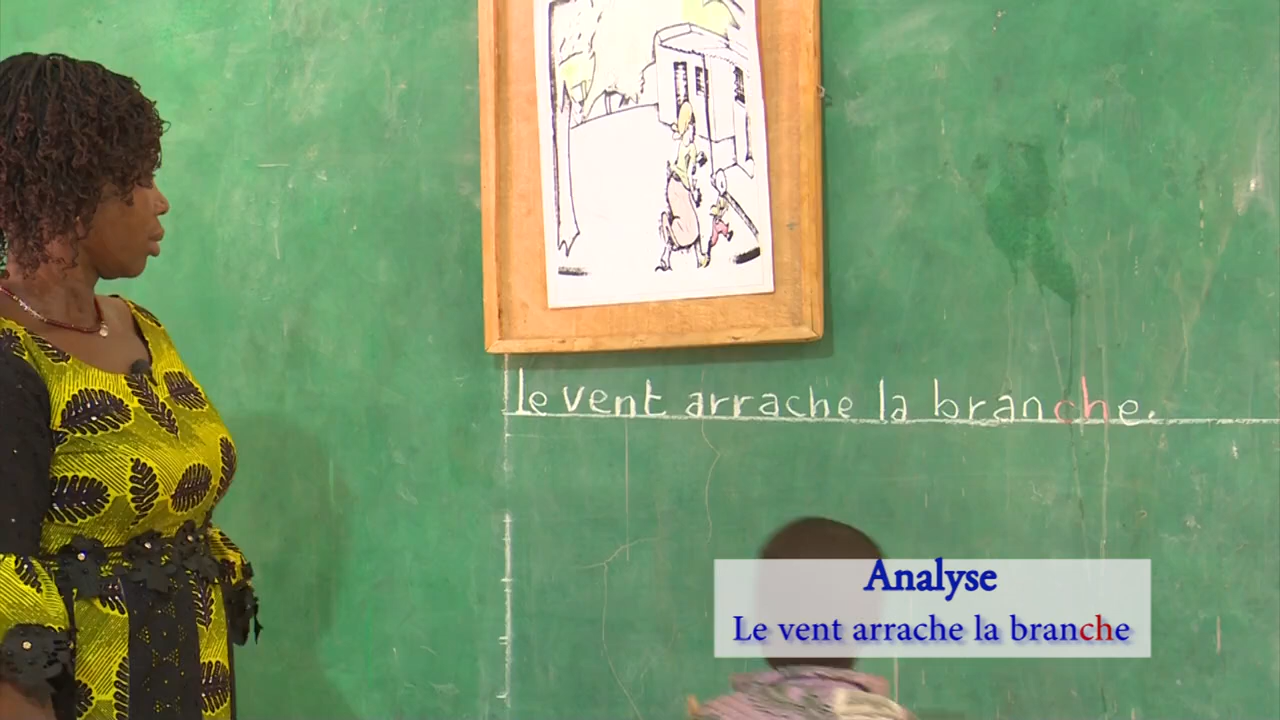 le vent arrache la branche.
Analyse
Le vent arrache la branche